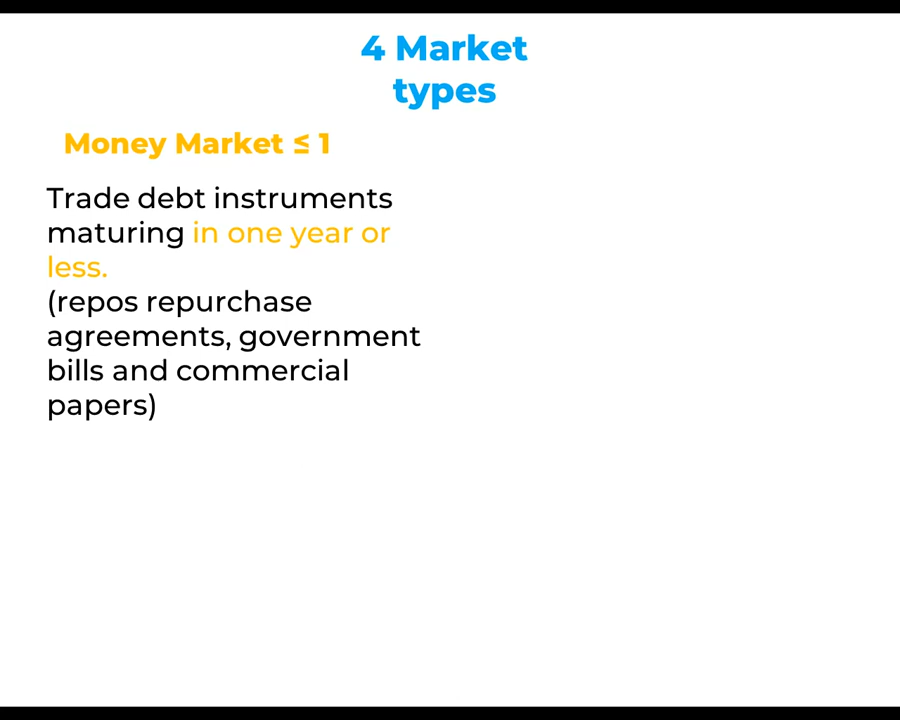 4 Market
types
Money Market ≤ 1
Trade debt instruments
maturing in one year or
less.
(repos repurchase
agreements, government
bills and commercial
papers)